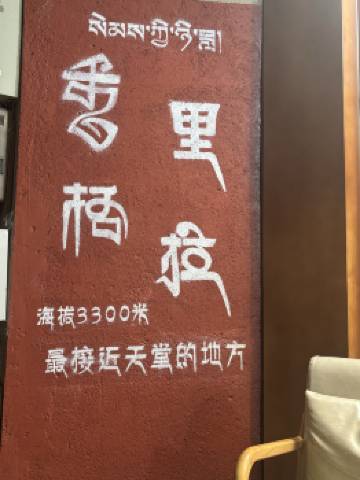 སེམས་ཀྱི་ཉི་ཟླ།
香格
里拉
海拔3300米
最接近天堂的地方